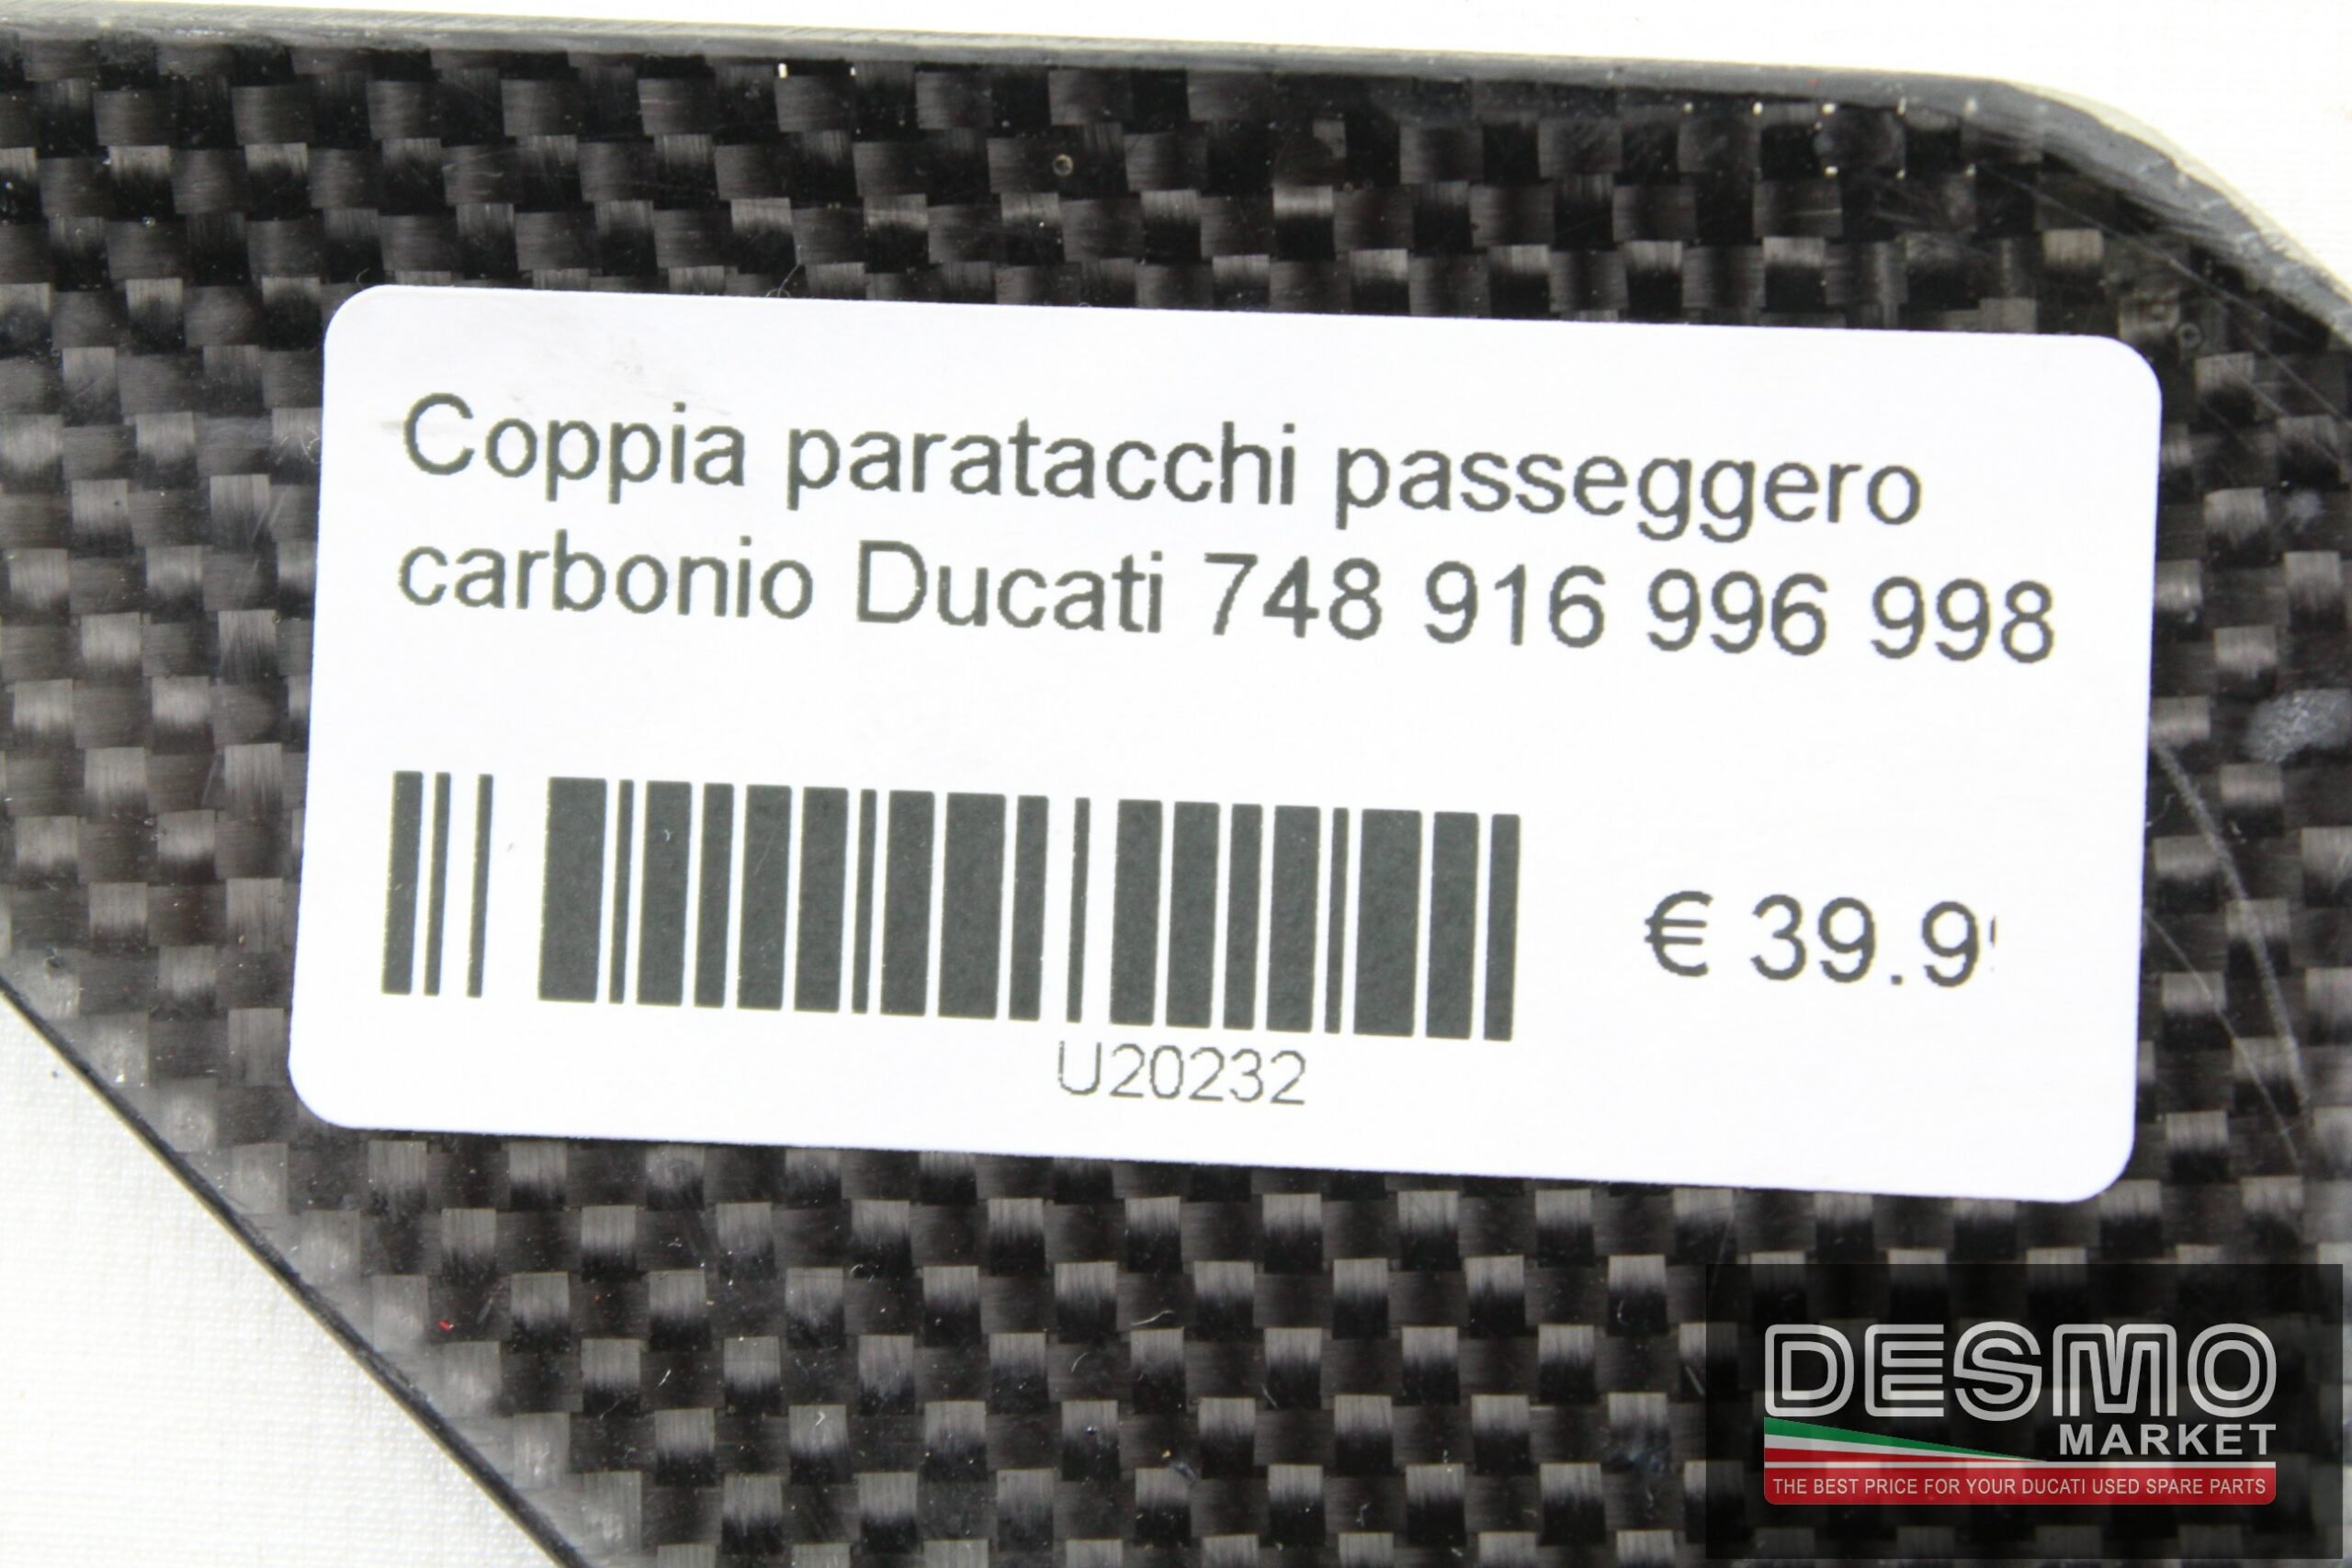 Coppia paratacchi passeggero
carbonio Ducati 748 916 996 998
€ 39.9
U20232
DESMO
MARKET
THE BEST PRICE FOR YOUR DUCATI USED SPARE PARTS